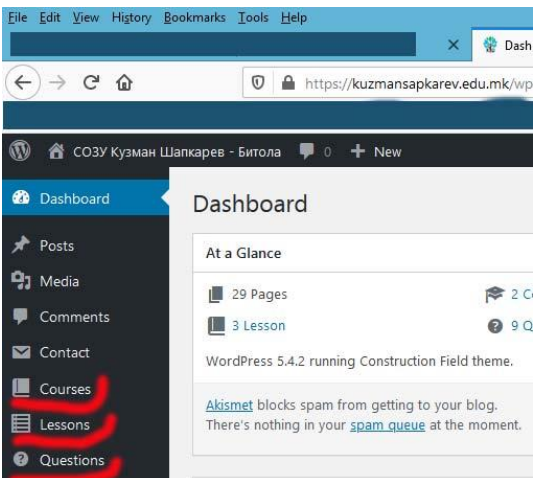 File Edit View History Bookmarks Tools Help
Dash
https://kuzmansapkarev.edu.mk/wp
СОЗУ Кузман Шапкарев - Битола 0 New
Dashboard
Posts
Media
Comments
Contact
Courses
Lessons
Questions
Dashboard
At a Glance
29 Pages
2 C
3 Lesson
9 Q
WordPress 5.4.2 running Construction Field theme.
Akismet blocks spam from getting to your blog.
There's nothing in your spam queue at the moment.